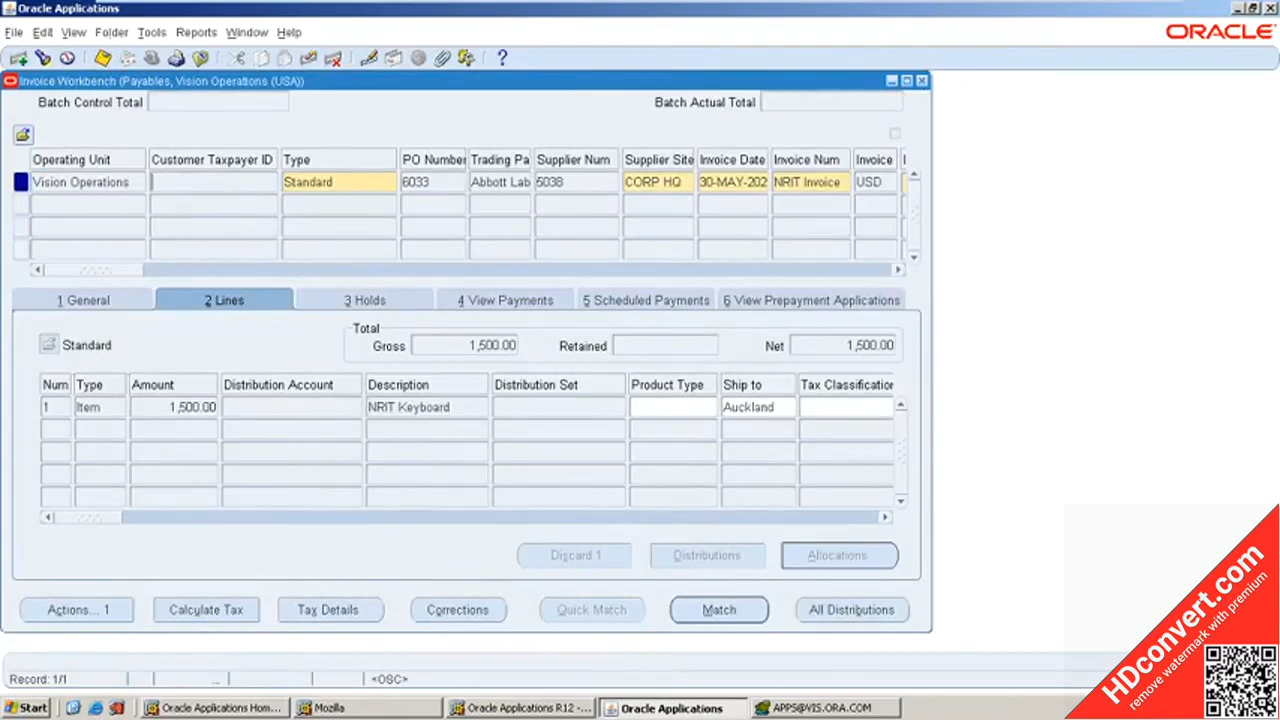 Oracle Applications
File Edit View Folder Tools Reports Window Help
ORACLE
Invoice Workbench (Payables, Vision Operations (USA))
Batch Control Total
Batch Actual Total
Operating Unit Customer Taxpayer ID Type PO Number Trading Pa Supplier Num Supplier Site Invoice Date Invoice Num Invoice
Vision Operations Standard 6033 Abbott Lab 5038 CORP HQ 30-MAY-202 NRIT Invoice USD
1 General 2 Lines 3 Holds 4 View Payments 5 Scheduled Payments 6 View Prepayment Applications
Total
Standard Gross 1,500.00 Retained Net 1,500.00
Num Type Amount Distribution Account Description Distribution Set Product Type Ship to Tax Classification
1 Item 1,500.00 NRIT Keyboard Auckland
Discard 1 Distributions Allocations
Actions... 1 Calculate Tax Tax Details Corrections Quick Match Match All Distributions
Record: 1/1 ... <OSC>
Start Oracle Applications Hom... Mozilla Oracle Applications R12 -... Oracle Applications APPS@VIS.ORA.COM
HDconvert.com
remove watermark with premium